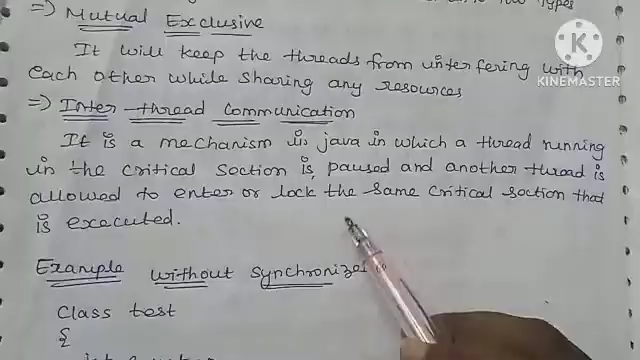 Types
=> Mutual Exclusive
It will keep the threads from unterfering with
each other while sharing any resources
=> Inter-thread communication
It is a mechanism in java in which a thread running
in the critical section is, paused and another thread is
allowed to enter or lock the same critical section that
is executed.
Example without synchronize
class test
{
KINEMASTER